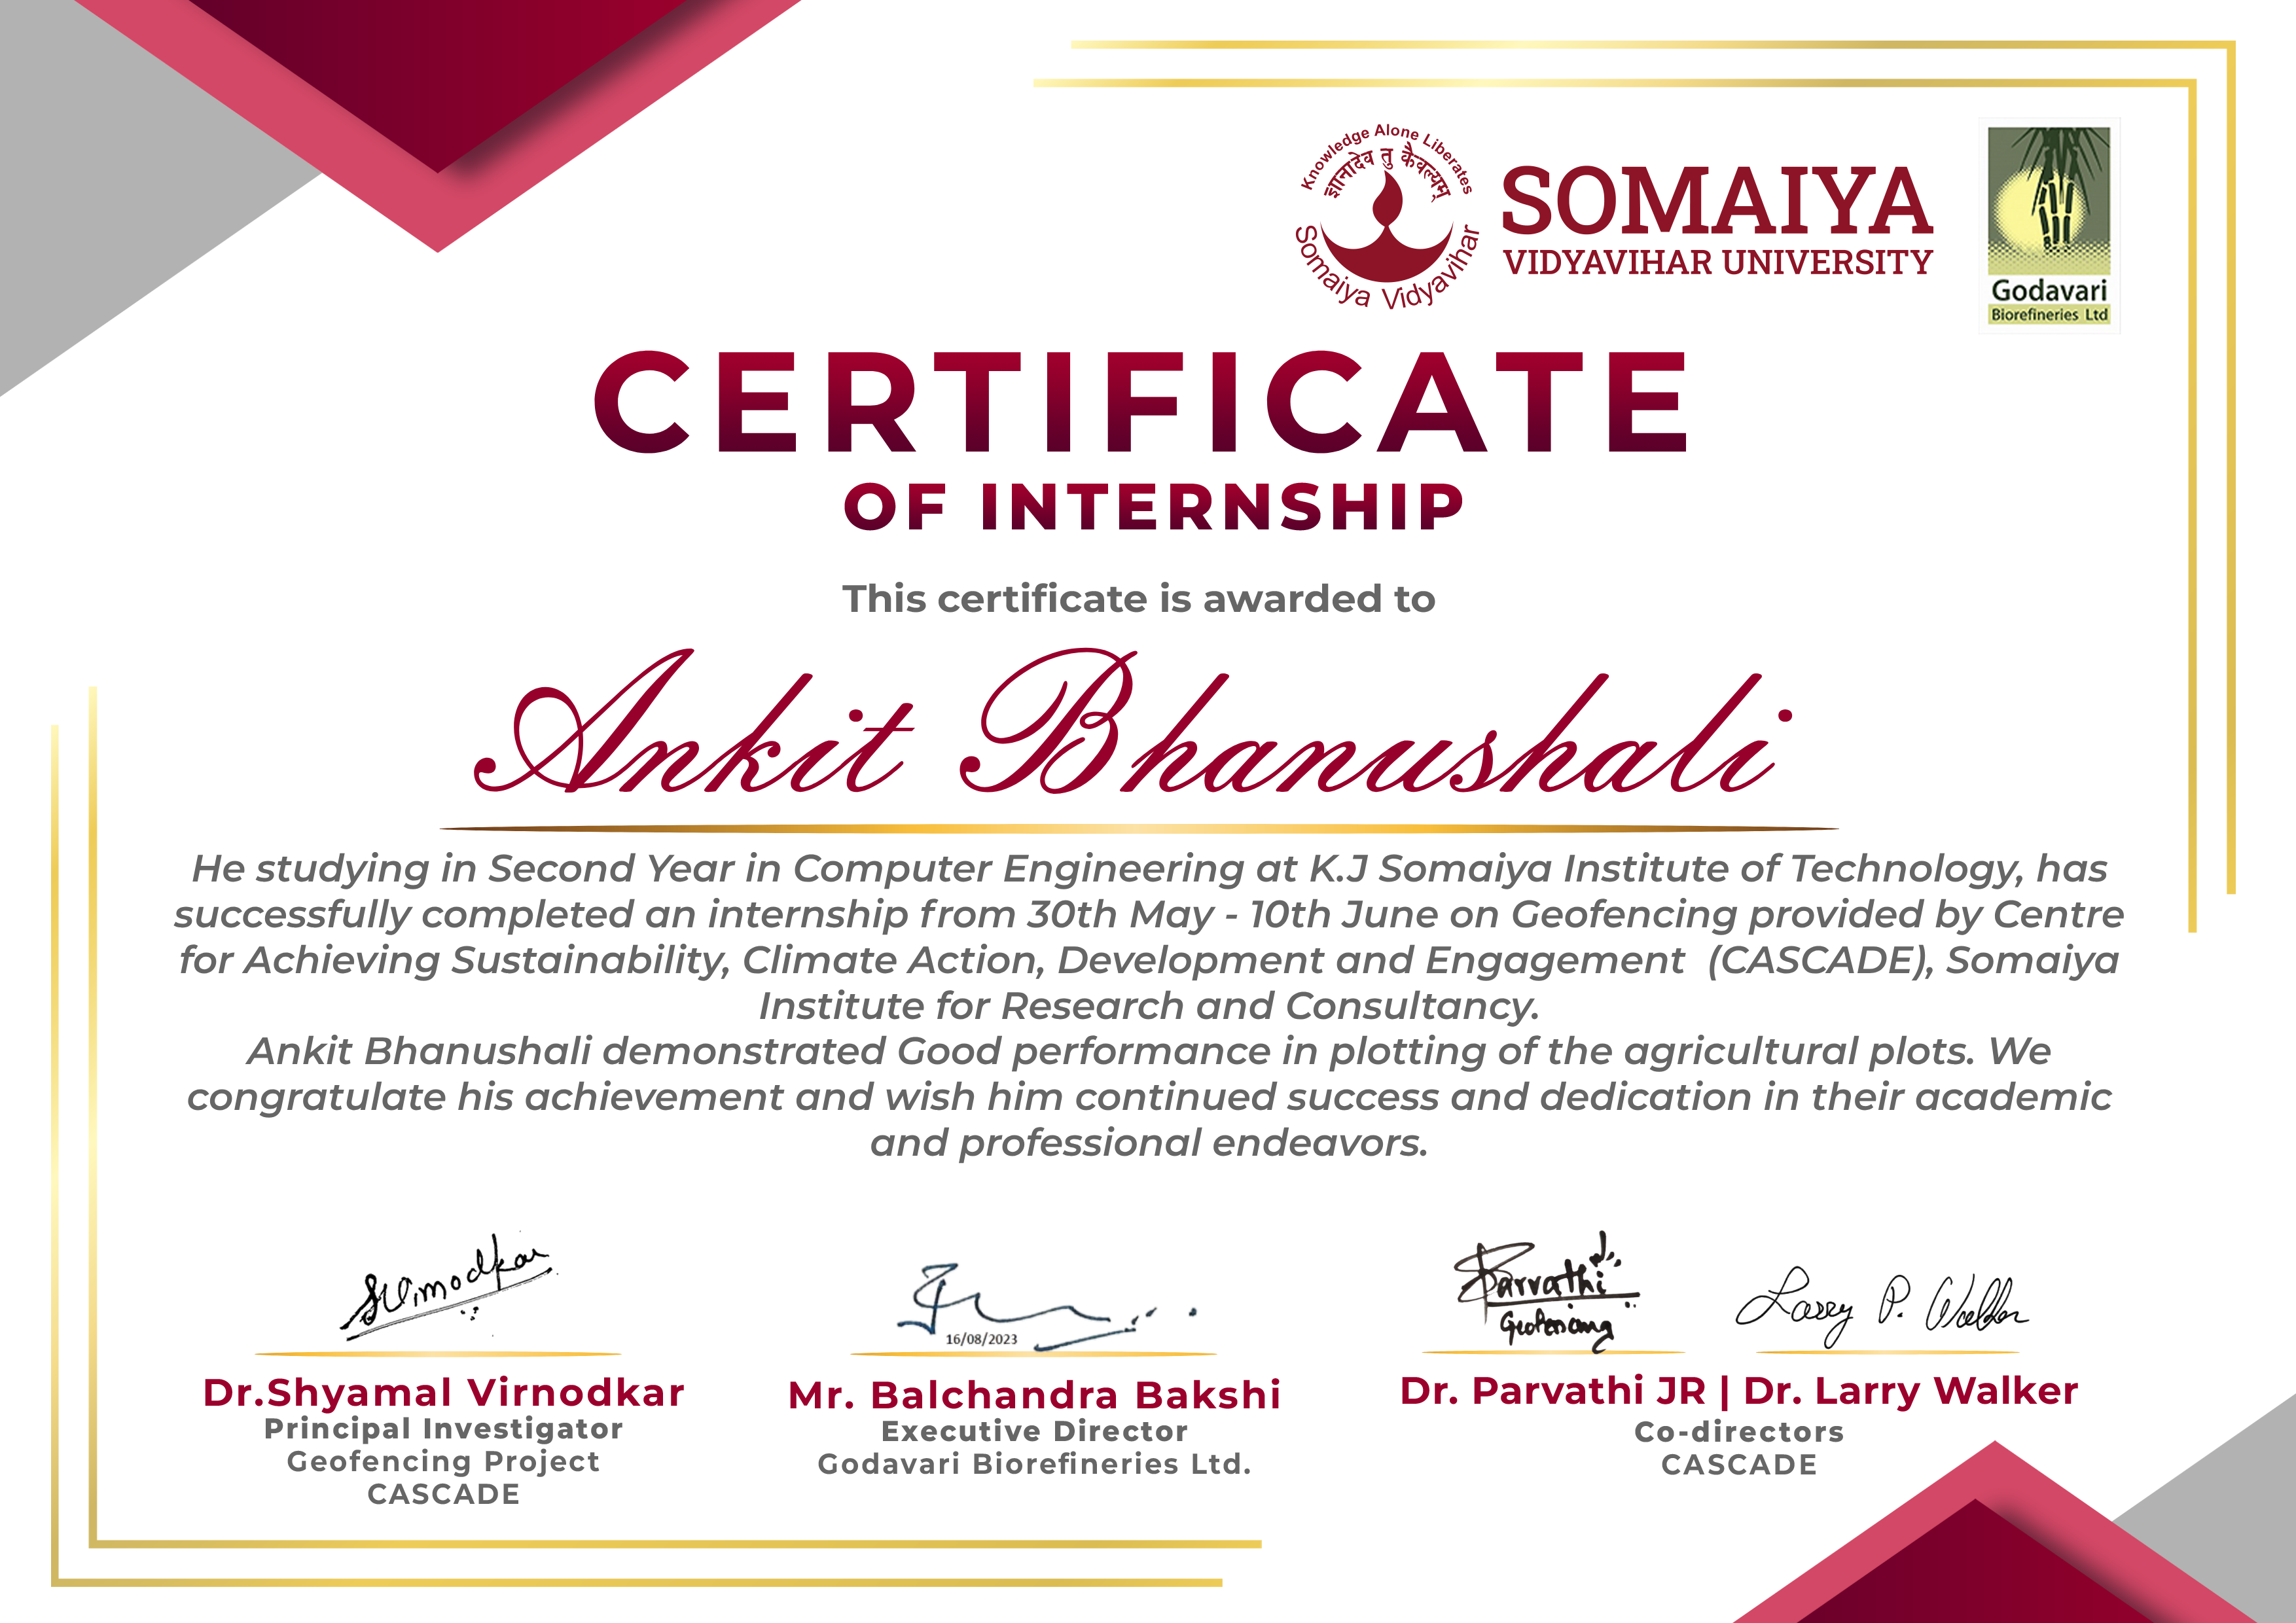 Knowledge Alone Liberates
ज्ञानादेव तु कैवल्यम्
Somaiya Vidyavihar
SOMAIYA
VIDYAVIHAR UNIVERSITY
Godavari
Biorefineries Ltd
CERTIFICATE
OF INTERNSHIP
This certificate is awarded to
Ankit Bhanushali
He studying in Second Year in Computer Engineering at K.J Somaiya Institute of Technology, has
successfully completed an internship from 30th May - 10th June on Geofencing provided by Centre
for Achieving Sustainability, Climate Action, Development and Engagement  (CASCADE), Somaiya
Institute for Research and Consultancy.
Ankit Bhanushali demonstrated Good performance in plotting of the agricultural plots. We
congratulate his achievement and wish him continued success and dedication in their academic
and professional endeavors.
SVirnodkar
16/08/2023
Parvathi J.
Geofencing
Larry P. Walker
Dr.Shyamal Virnodkar
Principal Investigator
Geofencing Project
CASCADE
Mr. Balchandra Bakshi
Executive Director
Godavari Biorefineries Ltd.
Dr. Parvathi JR | Dr. Larry Walker
Co-directors
CASCADE